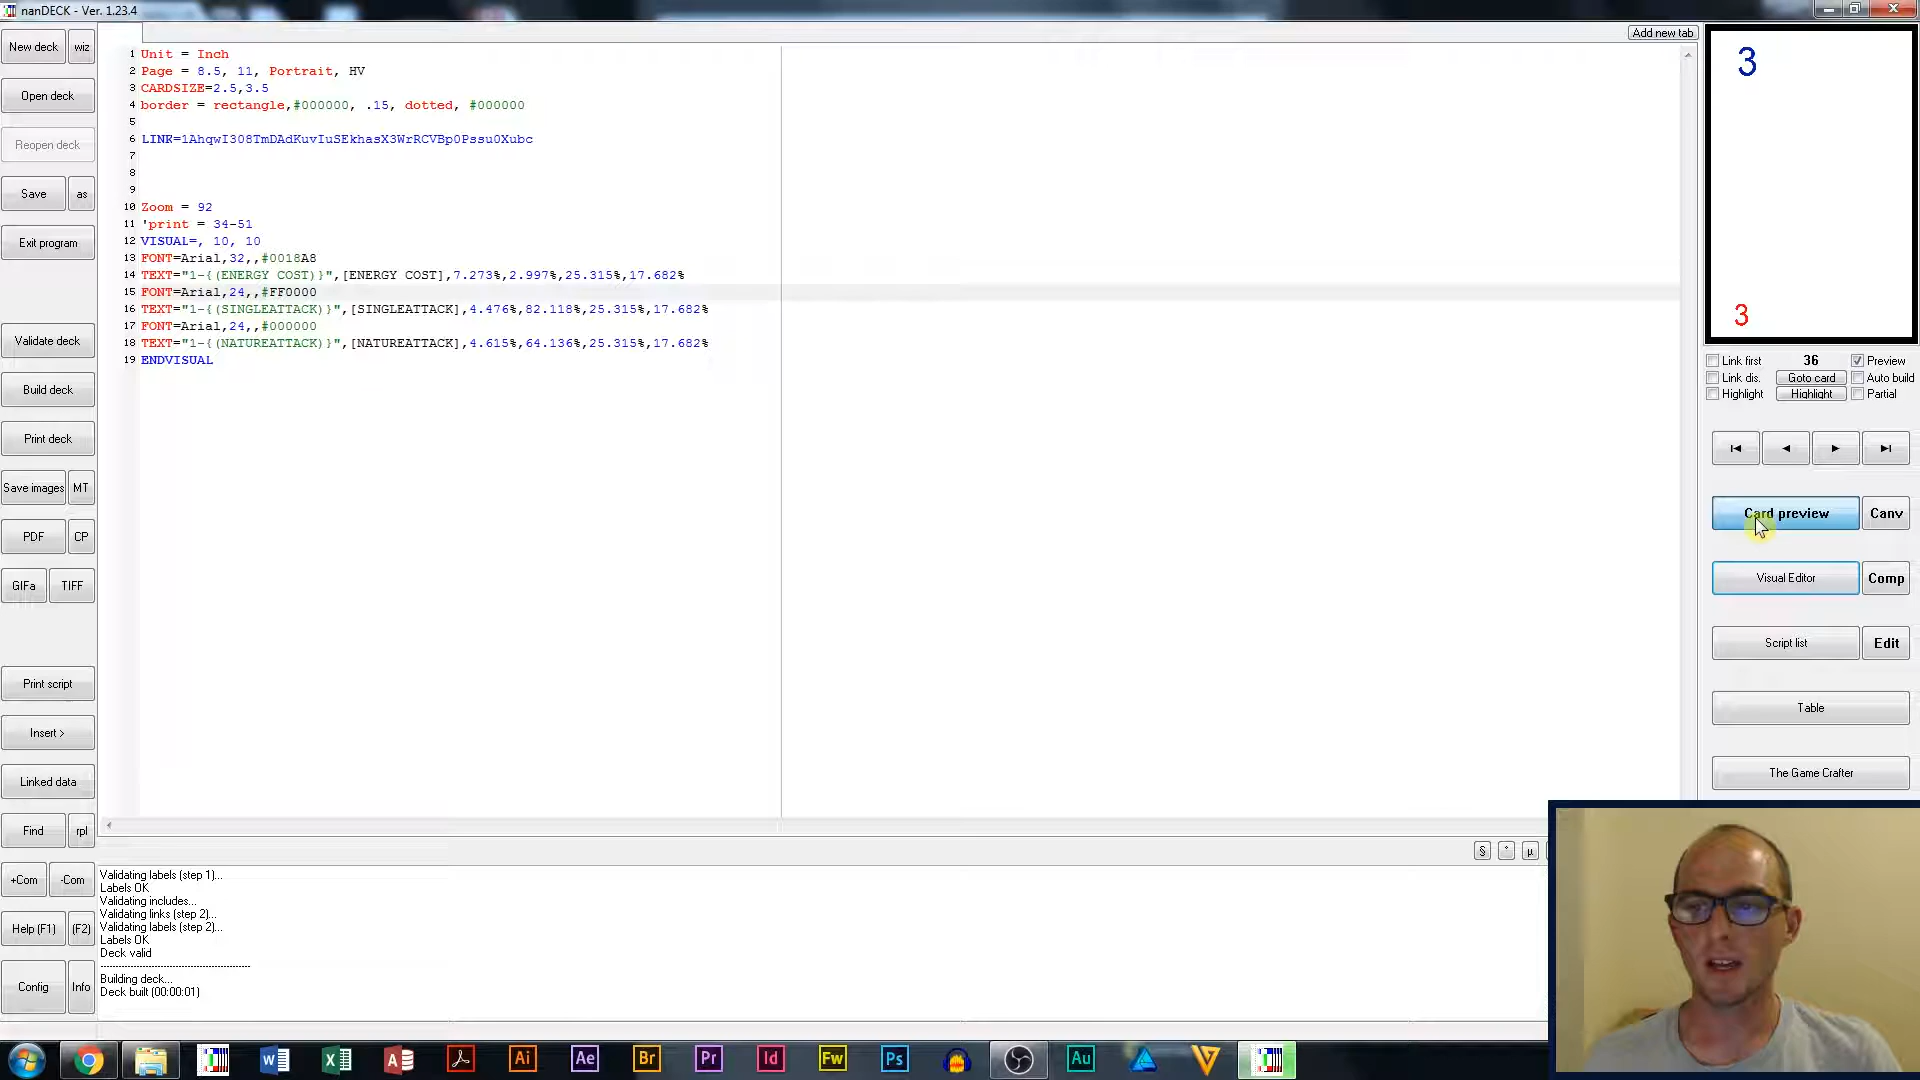 nanDECK - Ver. 1.23.4
New deck wiz
Open deck
Reopen deck
Save as
Exit program
Validate deck
Build deck
Print deck
Save images MT
PDF CP
GIFa TIFF
Print script
Insert >
Linked data
Find rpl
+Com -Com
Help (F1) (F2)
Config Info
Add new tab
1 Unit = Inch
2 Page = 8.5, 11, Portrait, HV
3 CARDSIZE=2.5,3.5
4 border = rectangle,#000000, .15, dotted, #000000
5
6 LINK=1AhqwI308TmDAdKuvIuSEkhasX3WrRCVBp0Pssu0Xubc
7
8
9
10 Zoom = 92
11 'print = 34-51
12 VISUAL=, 10, 10
13 FONT=Arial,32,,#0018A8
14 TEXT="1-{(ENERGY COST)}",[ENERGY COST],7.273%,2.997%,25.315%,17.682%
15 FONT=Arial,24,,#FF0000
16 TEXT="1-{(SINGLEATTACK)}",[SINGLEATTACK],4.476%,82.118%,25.315%,17.682%
17 FONT=Arial,24,,#000000
18 TEXT="1-{(NATUREATTACK)}",[NATUREATTACK],4.615%,64.136%,25.315%,17.682%
19 ENDVISUAL
3
3
Link first 36 Preview
Link dis. Goto card Auto build
Highlight Highlight Partial
Card preview Canv
Visual Editor Comp
Script list Edit
Table
The Game Crafter
§ ° µ
Validating labels (step 1)...
Labels OK
Validating includes...
Validating links (step 2)...
Validating labels (step 2)...
Labels OK
Deck valid
--------------------------------------------------
Building deck...
Deck built (00:00:01)
Ai Ae Br Pr Id Fw Ps Au